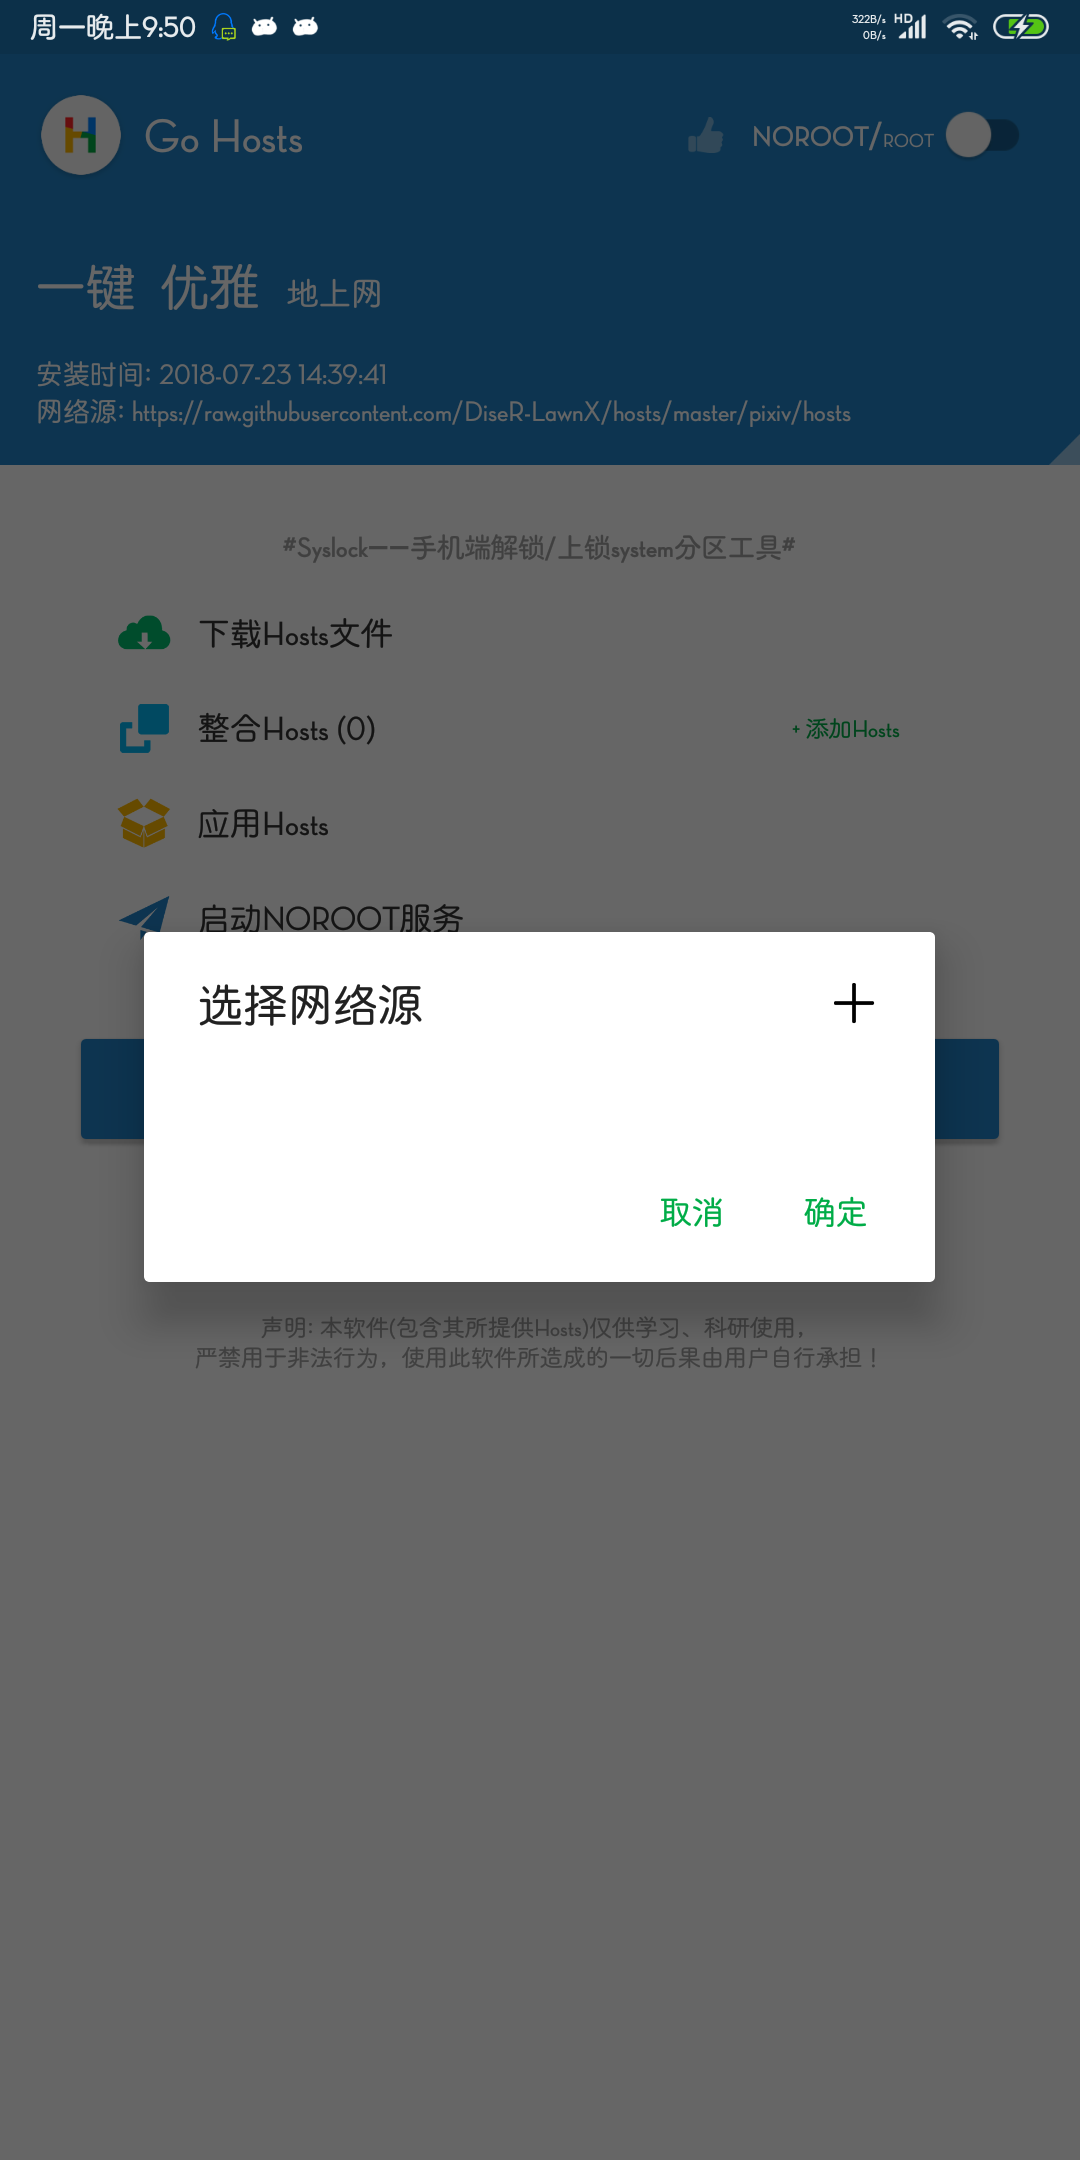 周一晚上9:50
322B/s
0B/s
HD
Go Hosts
NOROOT/ROOT
一键 优雅 地上网
安装时间: 2018-07-23 14:39:41
网络源: https://raw.githubusercontent.com/DiseR-LawnX/hosts/master/pixiv/hosts
#Syslock——手机端解锁/上锁system分区工具#
下载Hosts文件
整合Hosts (0)
+ 添加Hosts
应用Hosts
启动NOROOT服务
选择网络源
取消 确定
声明: 本软件(包含其所提供Hosts)仅供学习、科研使用，
严禁用于非法行为，使用此软件所造成的一切后果由用户自行承担！